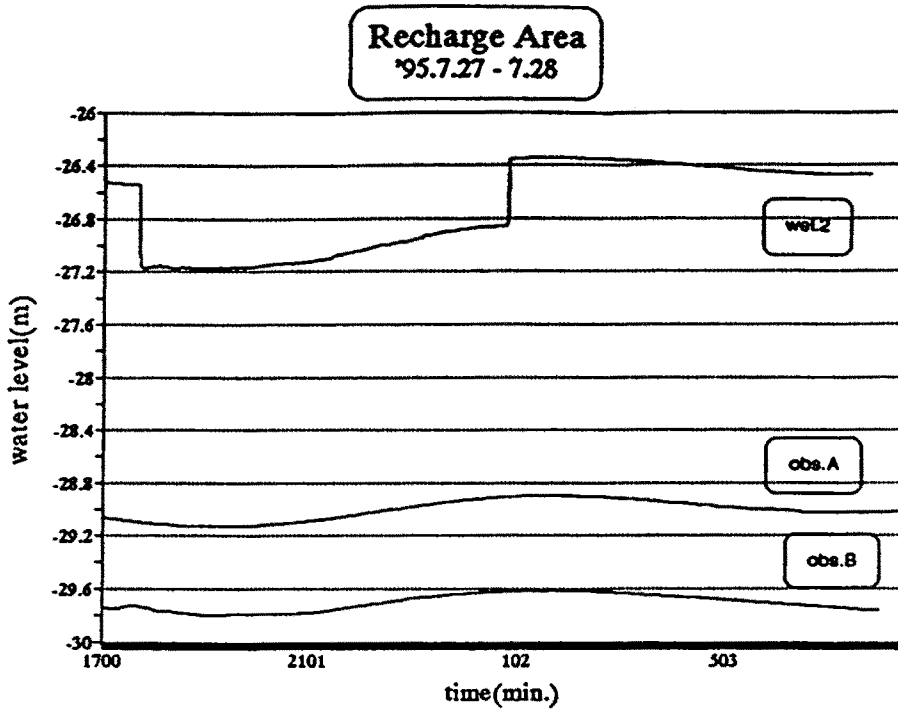 Recharge Area
'95.7.27 - 7.28
-26
-26.4
-26.8
-27.2
-27.6
-28
-28.4
-28.8
-29.2
-29.6
-30
water level(m)
wel.2
obs.A
obs.B
1700 2101 102 503
time(min.)